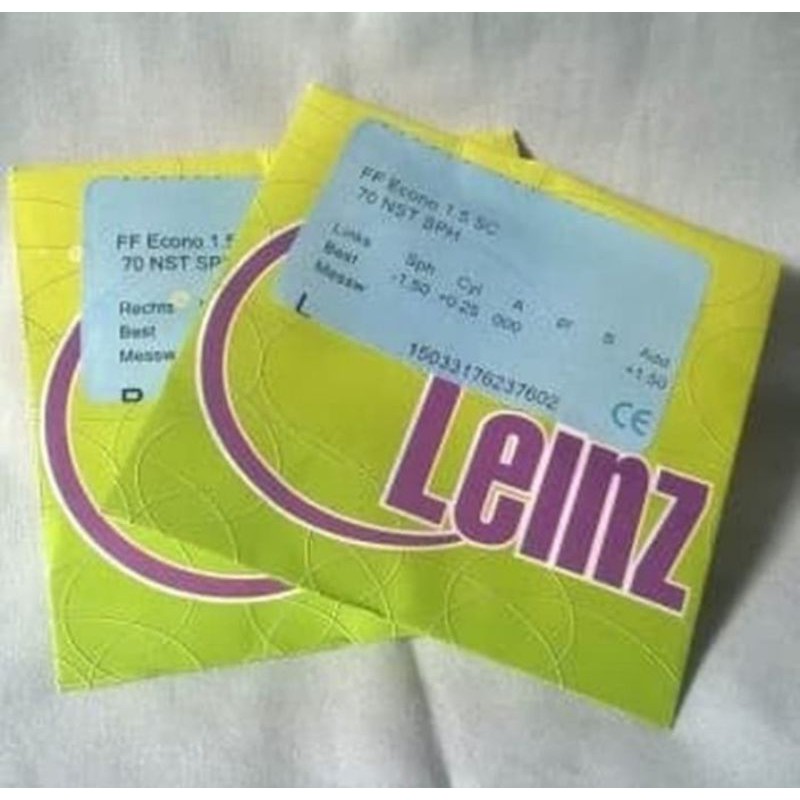 FF Econo 1.5
70 NST SP
Rechts
Best
Messw
R
FF Econo 1.5 SC
70 NST SPH
Links Sph Cyl A pr B Add
Best -1.50 +0.25 000 +1.50
Messw
L
15033176237602
CE
Leinz